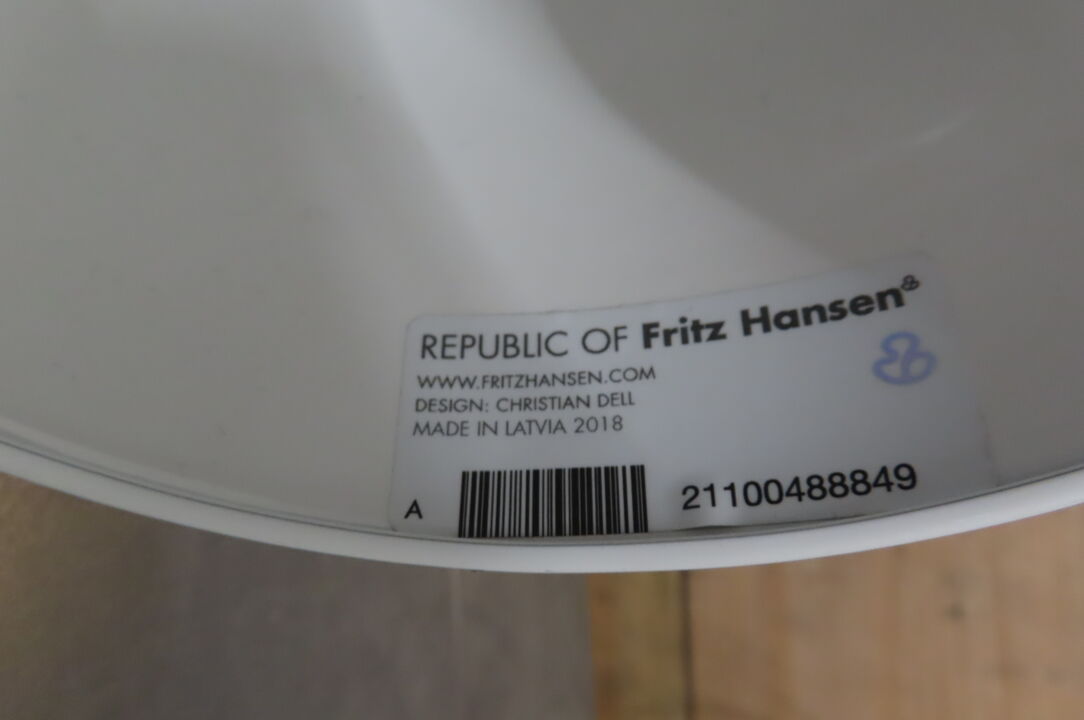 REPUBLIC OF Fritz Hansen
WWW.FRITZHANSEN.COM
DESIGN: CHRISTIAN DELL
MADE IN LATVIA 2018
A 21100488849